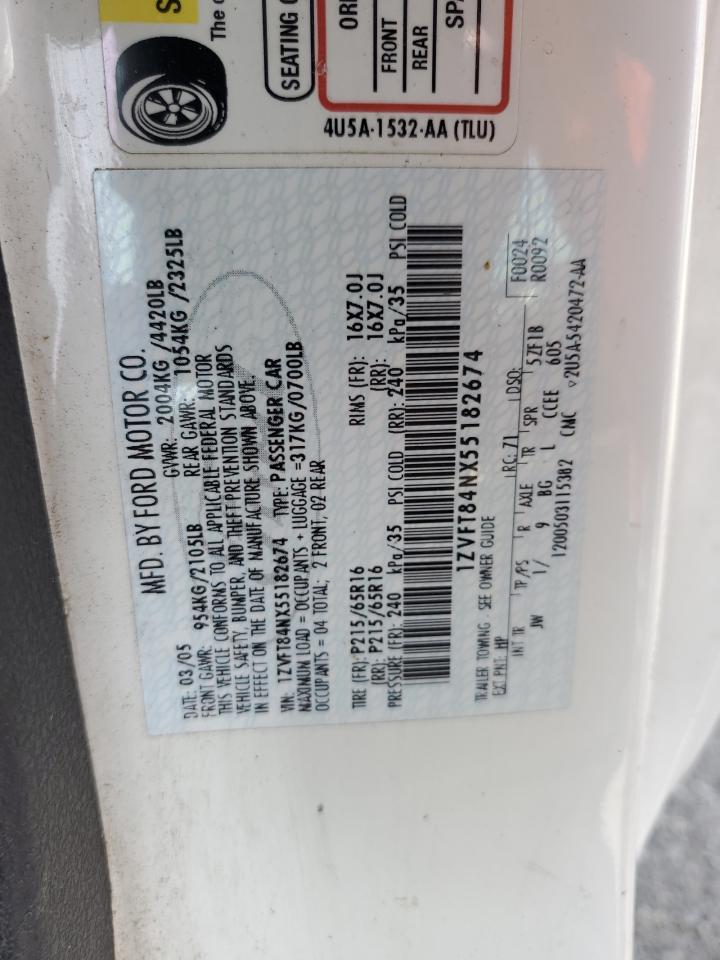 The
SEATING
FRONT
REAR
4U5A-1532-AA (TLU)
MFD. BY FORD MOTOR CO.
DATE: 03/05 GVWR: 2004KG /4420LB
FRONT GAWR: 954KG/2105LB REAR GAWR: 1054KG /2325LB
THIS VEHICLE CONFORMS TO ALL APPLICABLE FEDERAL MOTOR
VEHICLE SAFETY, BUMPER, AND THEFT PREVENTION STANDARDS
IN EFFECT ON THE DATE OF MANUFACTURE SHOWN ABOVE.
VIN: 1ZVFT84NX55182674 TYPE: PASSENGER CAR
MAXIMUM LOAD = OCCUPANTS + LUGGAGE =317KG/0700LB
OCCUPANTS = 04 TOTAL; 2 FRONT, 02 REAR
TIRE (FR): P215/65R16 RIMS (FR): 16X7.0J
(RR): P215/65R16 (RR): 16X7.0J
PRESSURE (FR): 240 kPa/35 PSI COLD (RR): 240 kPa/35 PSI COLD
1ZVFT84NX55182674
TRAILER TOWING SEE OWNER GUIDE
EXT PNT: HP RC: 71 DSO: F0024
R0092
INT TR TP/PS R AXLE TR SPR 5ZF1B
JW 1/ 9 BG L CCEE 605
1200503115382 CMC v2U5A5420472-AA